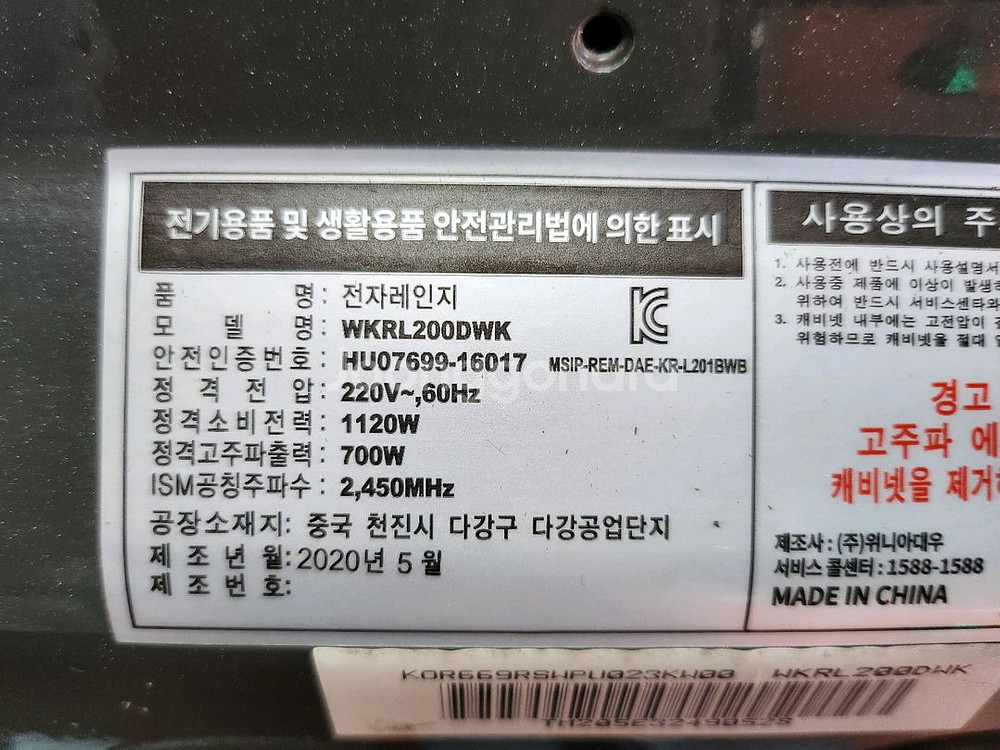 전기용품 및 생활용품 안전관리법에 의한 표시
품 명 : 전자레인지
모 델 명 : WKRL200DWK
안전인증번호 : HU07699-16017
MSIP-REM-DAE-KR-L201BWB
정 격 전 압 : 220V~,60Hz
정격소비전력 : 1120W
정격고주파출력 : 700W
ISM공칭주파수 : 2,450MHz
공장소재지: 중국 천진시 다강구 다강공업단지
제 조 년 월: 2020년 5 월
제 조 번 호:
사용상의 주
1. 사용전에 반드시 사용설명서
2. 사용중 제품에 이상이 발생하
위하여 반드시 서비스센타와
3. 캐비넷 내부에는 고전압이
위험하므로 캐비넷을 절대
경고
고주파 에
캐비넷을 제거하
제조사 : (주)위니아대우
서비스 콜센터 : 1588-1588
MADE IN CHINA
KOR669RSWPU023KW00 WKRL200DWK